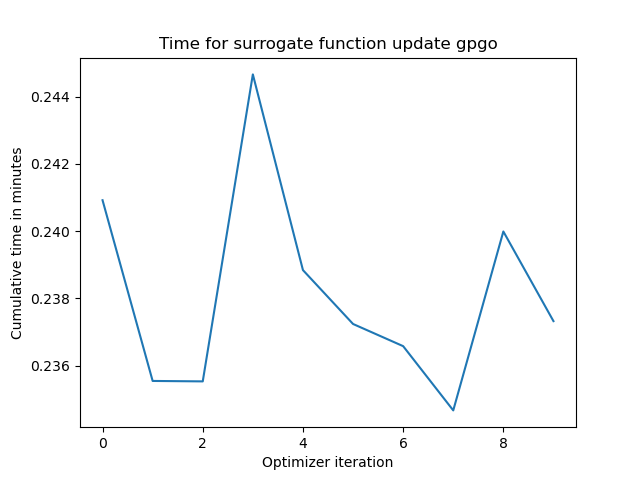 Time for surrogate function update gpgo
0.244
0.242
0.240
0.238
0.236
Cumulative time in minutes
0 2 4 6 8
Optimizer iteration